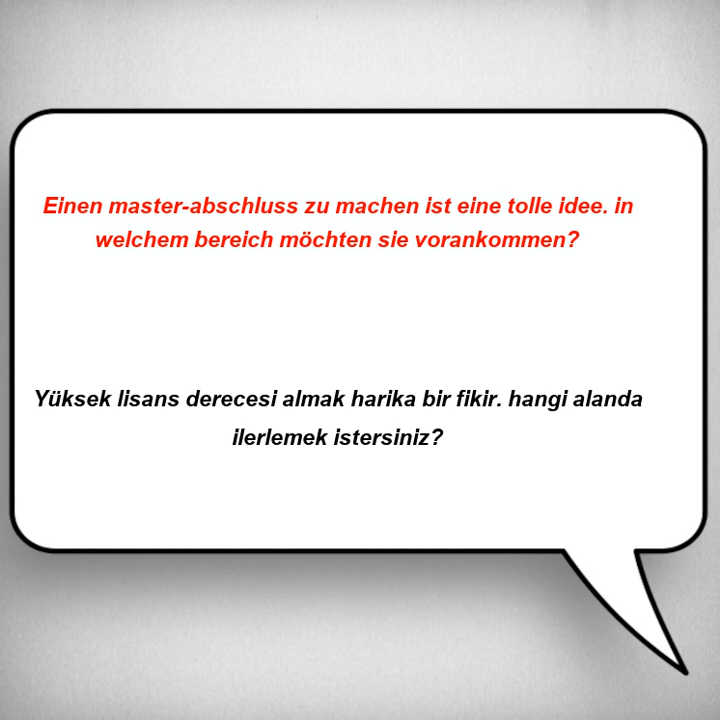 Einen master-abschluss zu machen ist eine tolle idee. in
welchem bereich möchten sie vorankommen?
Yüksek lisans derecesi almak harika bir fikir. hangi alanda
ilerlemek istersiniz?